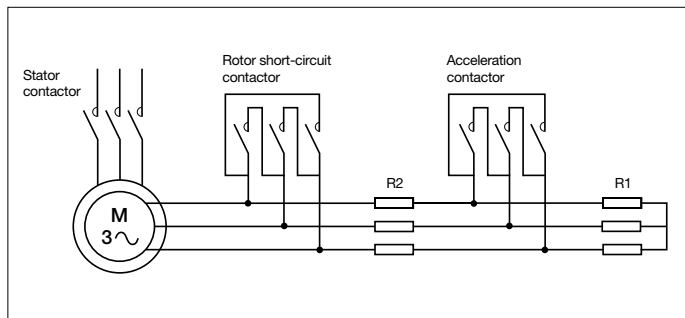 Stator
contactor
Rotor short-circuit
contactor
Acceleration
contactor
R2
R1
M
3